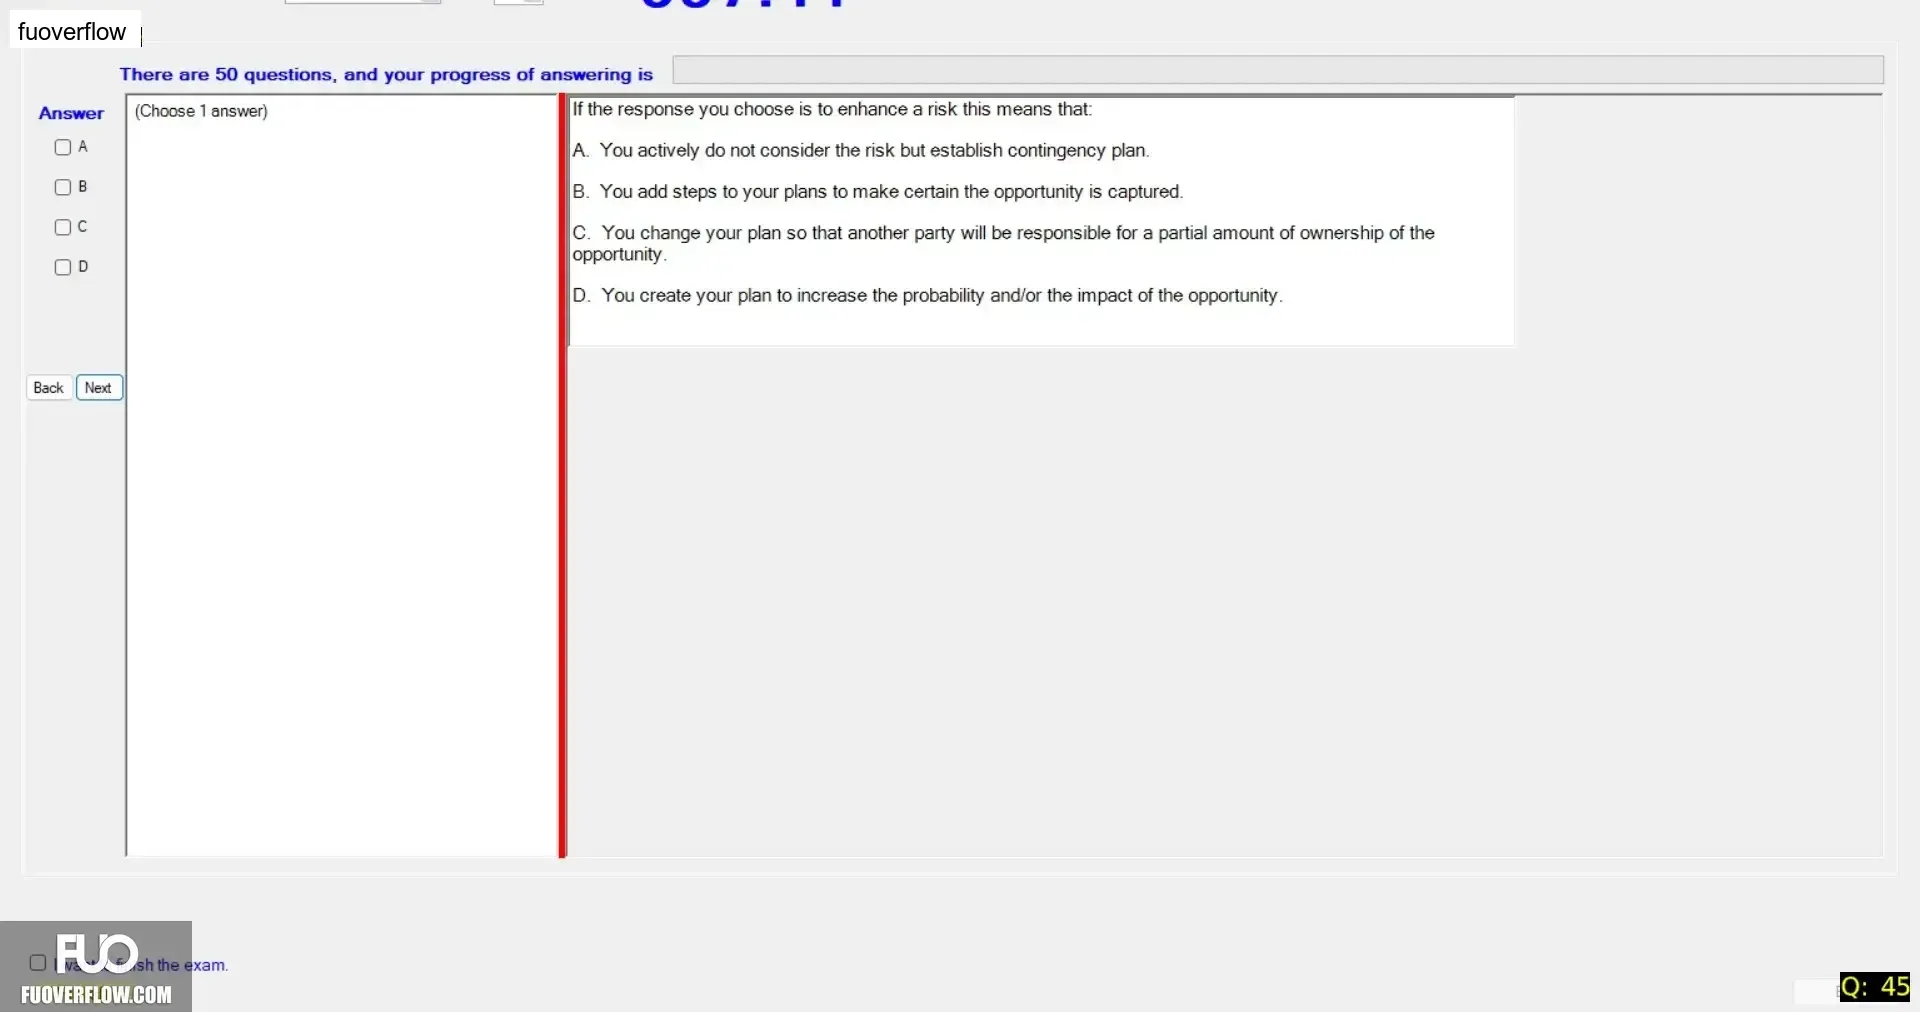 fuoverflow
There are 50 questions, and your progress of answering is
Answer
(Choose 1 answer)
A
B
C
D
Back
Next
If the response you choose is to enhance a risk this means that:
A. You actively do not consider the risk but establish contingency plan.
B. You add steps to your plans to make certain the opportunity is captured.
C. You change your plan so that another party will be responsible for a partial amount of ownership of the
opportunity.
D. You create your plan to increase the probability and/or the impact of the opportunity.
FUO
the exam.
FUOVERFLOW.COM
Q: 45